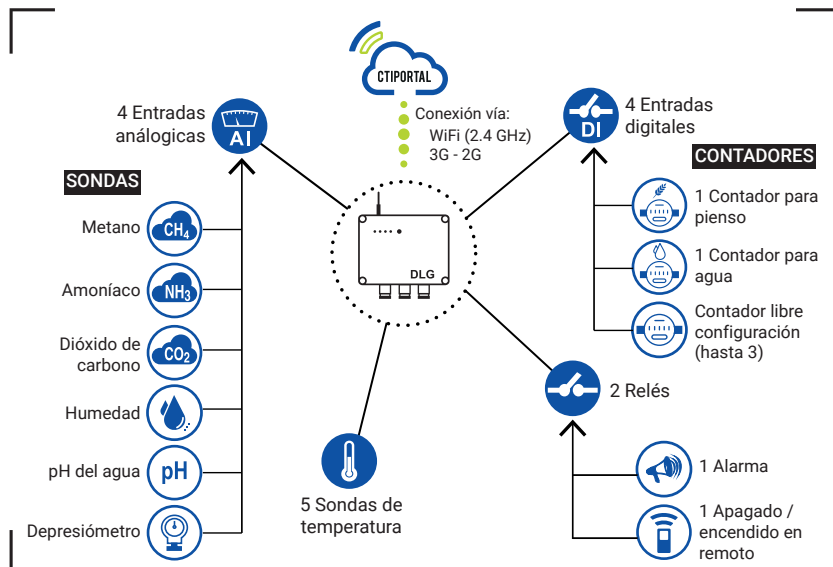 CTIPORTAL
Conexión vía:
WiFi (2.4 GHz)
3G - 2G
4 Entradas
análogicas
AI
SONDAS
Metano
CH4
Amoníaco
NH3
Dióxido de
carbono
CO2
Humedad
pH del agua
pH
Depresiómetro
DLG
5 Sondas de
temperatura
DI
4 Entradas
digitales
CONTADORES
1 Contador para
pienso
1 Contador para
agua
Contador libre
configuración
(hasta 3)
2 Relés
1 Alarma
1 Apagado /
encendido en
remoto